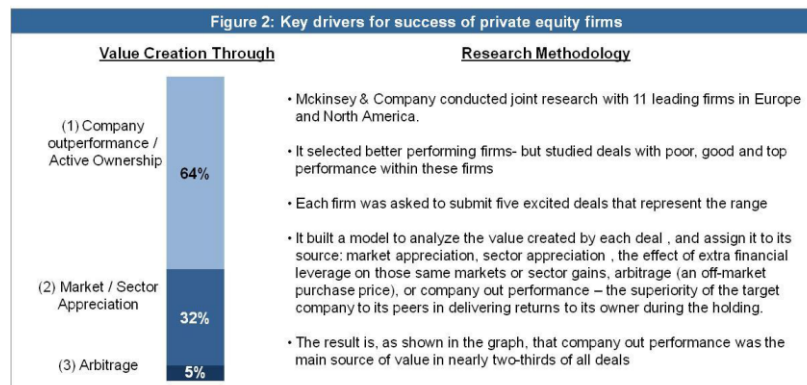 Figure 2: Key drivers for success of private equity firms
Value Creation Through
(1) Company
outperformance /
Active Ownership
64%
(2) Market / Sector
Appreciation
32%
(3) Arbitrage
5%
Research Methodology
• Mckinsey & Company conducted joint research with 11 leading firms in Europe
and North America.
• It selected better performing firms- but studied deals with poor, good and top
performance within these firms
• Each firm was asked to submit five excited deals that represent the range
• It built a model to analyze the value created by each deal , and assign it to its
source: market appreciation, sector appreciation , the effect of extra financial
leverage on those same markets or sector gains, arbitrage (an off-market
purchase price), or company out performance – the superiority of the target
company to its peers in delivering returns to its owner during the holding.
• The result is, as shown in the graph, that company out performance was the
main source of value in nearly two-thirds of all deals